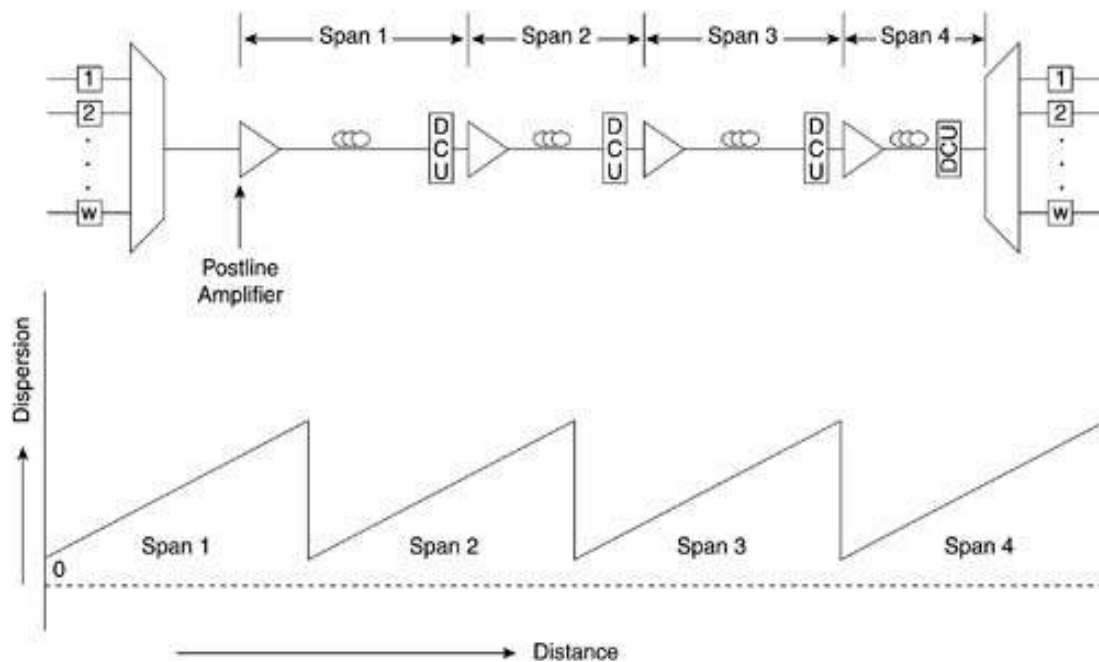 Span 1
Span 2
Span 3
Span 4
1
2
w
D
C
U
D
C
U
D
C
U
DCU
1
2
w
Postline
Amplifier
Dispersion
Span 1
Span 2
Span 3
Span 4
0
Distance